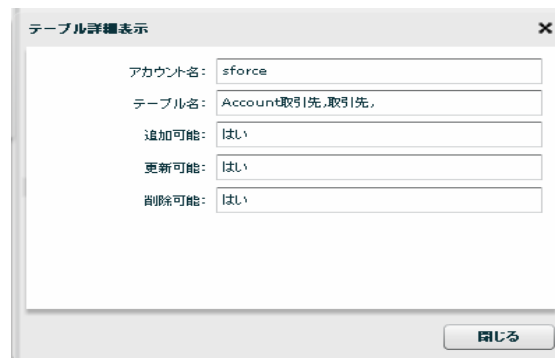 テーブル詳細表示
アカウント名: sforce
テーブル名: Account取引先,取引先,
追加可能: はい
更新可能: はい
削除可能: はい
閉じる